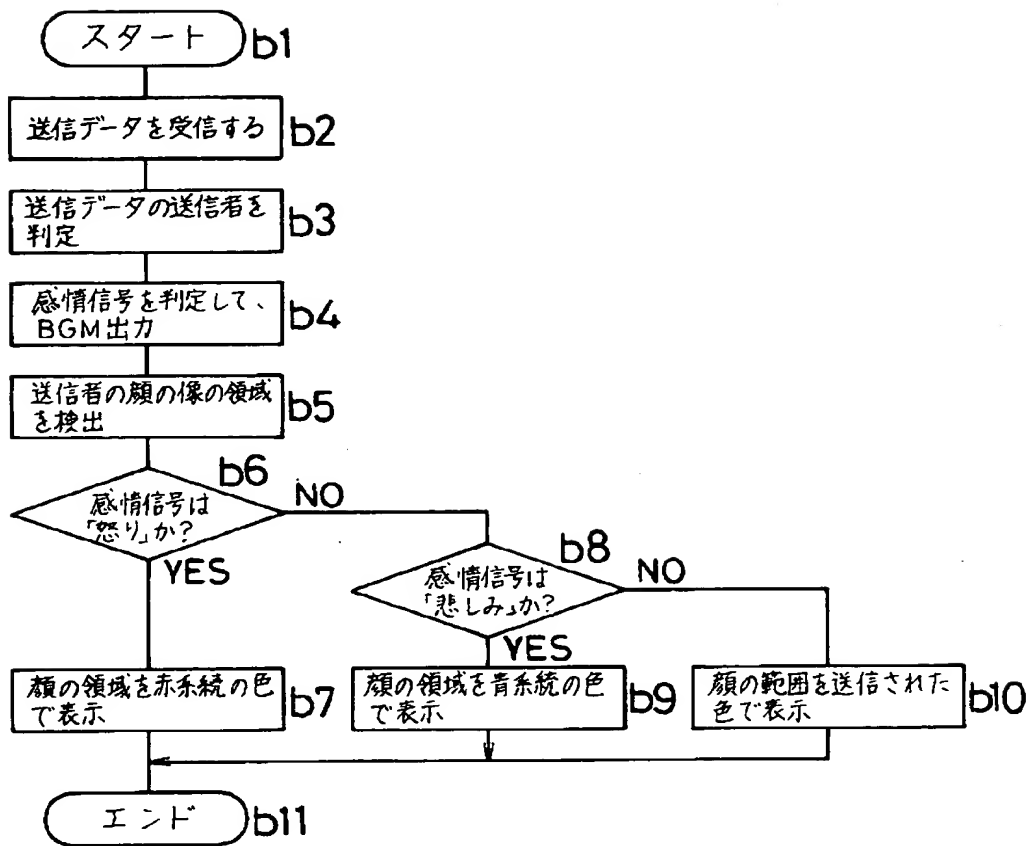 スタート b1
送信データを受信する b2
送信データの送信者を
判定 b3
感情信号を判定して、
BGM出力 b4
送信者の顔の像の領域
を検出 b5
b6
感情信号は
「怒り」か?
NO
YES
b8
感情信号は
「悲しみ」か?
NO
YES
顔の領域を赤系統の色
で表示 b7
顔の領域を青系統の色
で表示 b9
顔の範囲を送信された
色で表示 b10
エンド b11